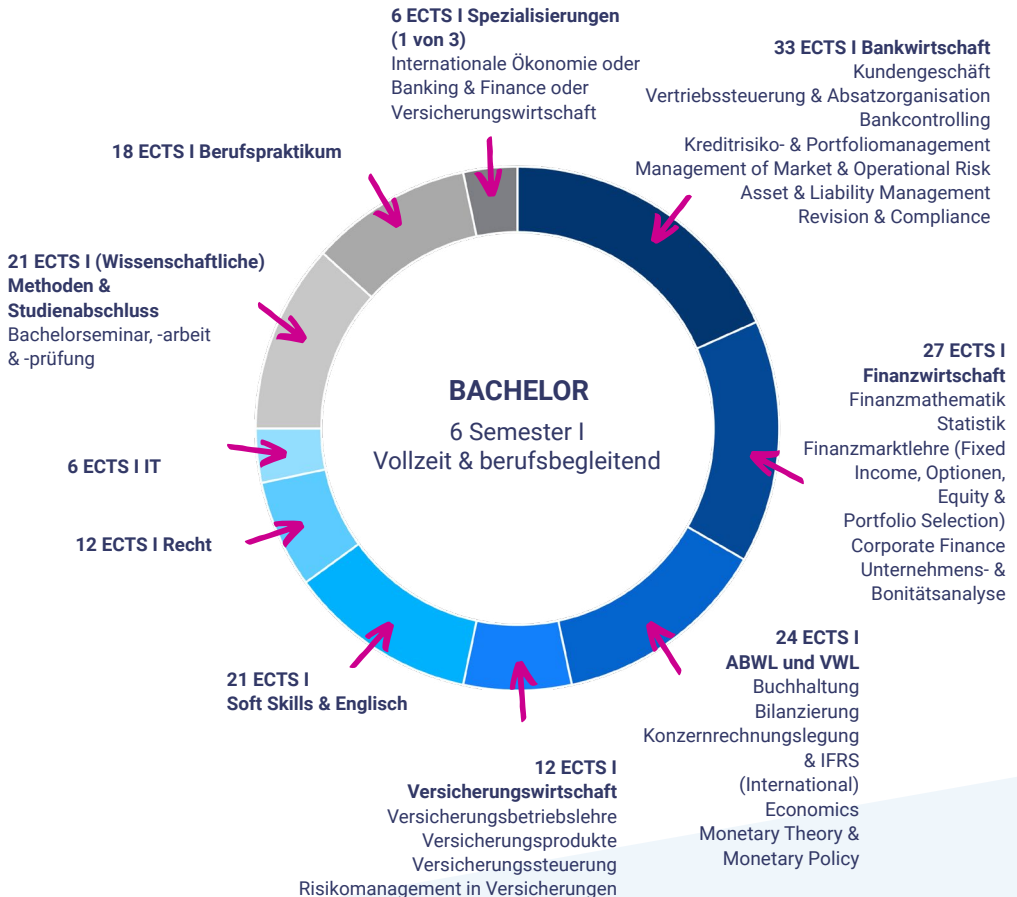 6 ECTS I Spezialisierungen
(1 von 3)
Internationale Ökonomie oder
Banking & Finance oder
Versicherungswirtschaft
33 ECTS I Bankwirtschaft
Kundengeschäft
Vertriebssteuerung & Absatzorganisation
Bankcontrolling
Kreditrisiko- & Portfoliomanagement
Management of Market & Operational Risk
Asset & Liability Management
Revision & Compliance
18 ECTS I Berufspraktikum
21 ECTS I (Wissenschaftliche)
Methoden &
Studienabschluss
Bachelorseminar, -arbeit
& -prüfung
BACHELOR
6 Semester I
Vollzeit & berufsbegleitend
27 ECTS I
Finanzwirtschaft
Finanzmathematik
Statistik
Finanzmarktlehre (Fixed
Income, Optionen,
Equity &
Portfolio Selection)
Corporate Finance
Unternehmens- &
Bonitätsanalyse
6 ECTS I IT
12 ECTS I Recht
21 ECTS I
Soft Skills & Englisch
24 ECTS I
ABWL und VWL
Buchhaltung
Bilanzierung
Konzernrechnungslegung
& IFRS
(International)
Economics
Monetary Theory &
Monetary Policy
12 ECTS I
Versicherungswirtschaft
Versicherungsbetriebslehre
Versicherungsprodukte
Versicherungssteuerung
Risikomanagement in Versicherungen